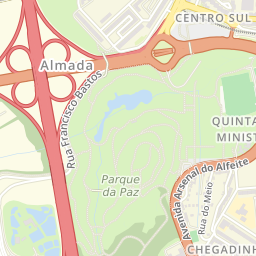 CENTRO SUL
Almada
Rua Francisco Bastos
QUINTA
MINIST
Parque
da Paz
Avenida Arsenal do Alfeite
Rua do Meio
CHEGADINH